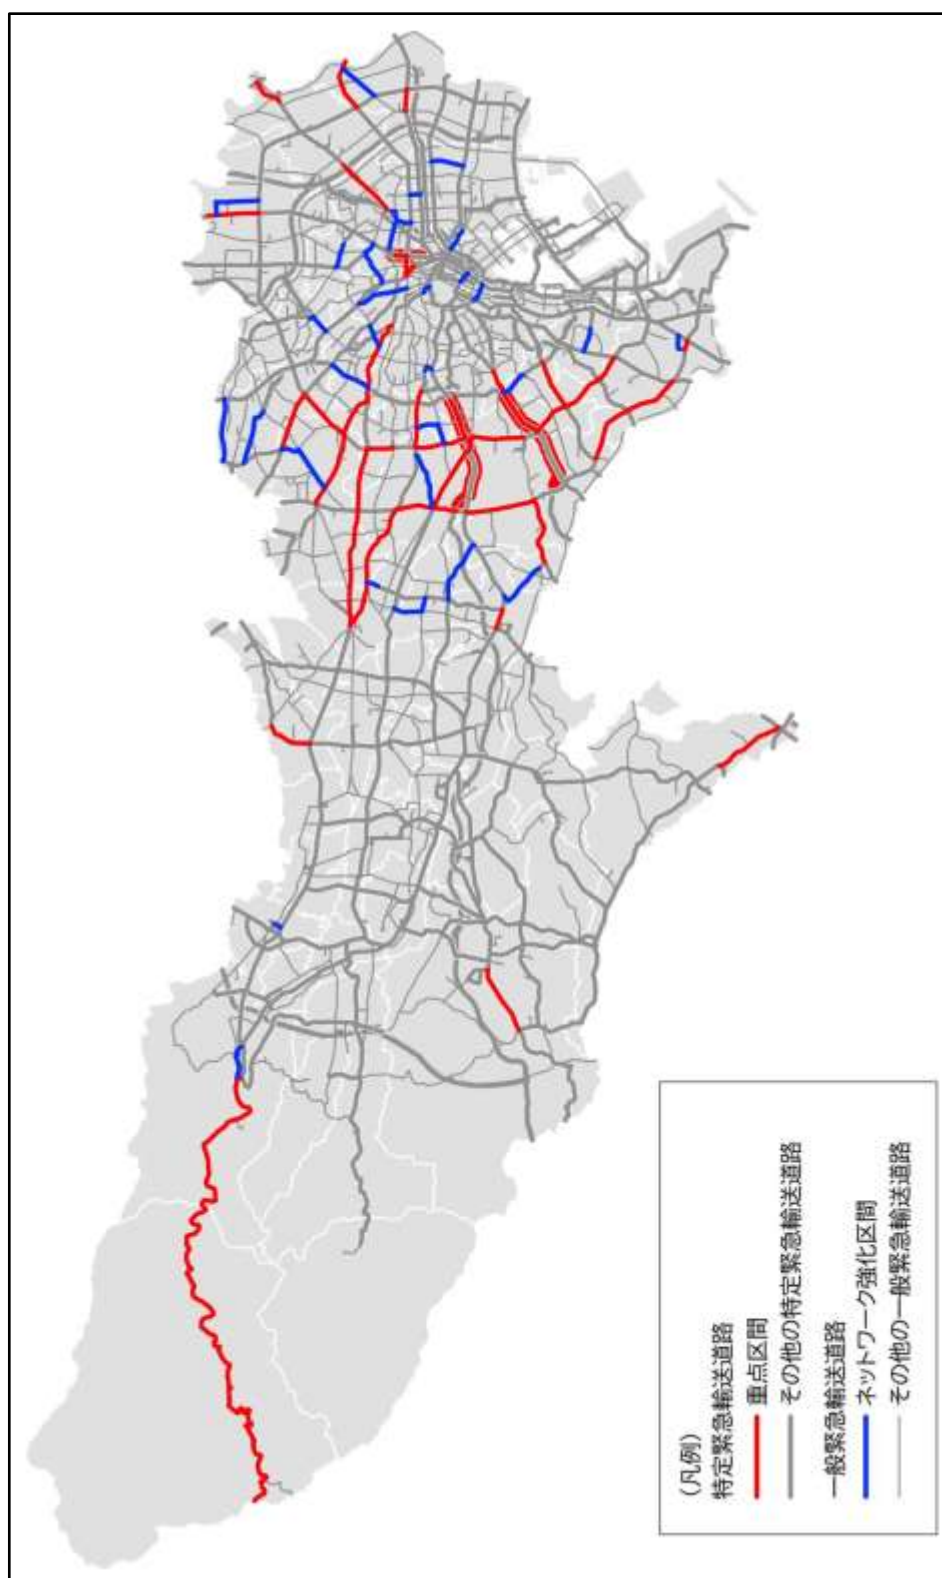 (凡例)
特定緊急輸送道路
重点区間
その他の特定緊急輸送道路
一般緊急輸送道路
ネットワーク強化区間
その他の一般緊急輸送道路